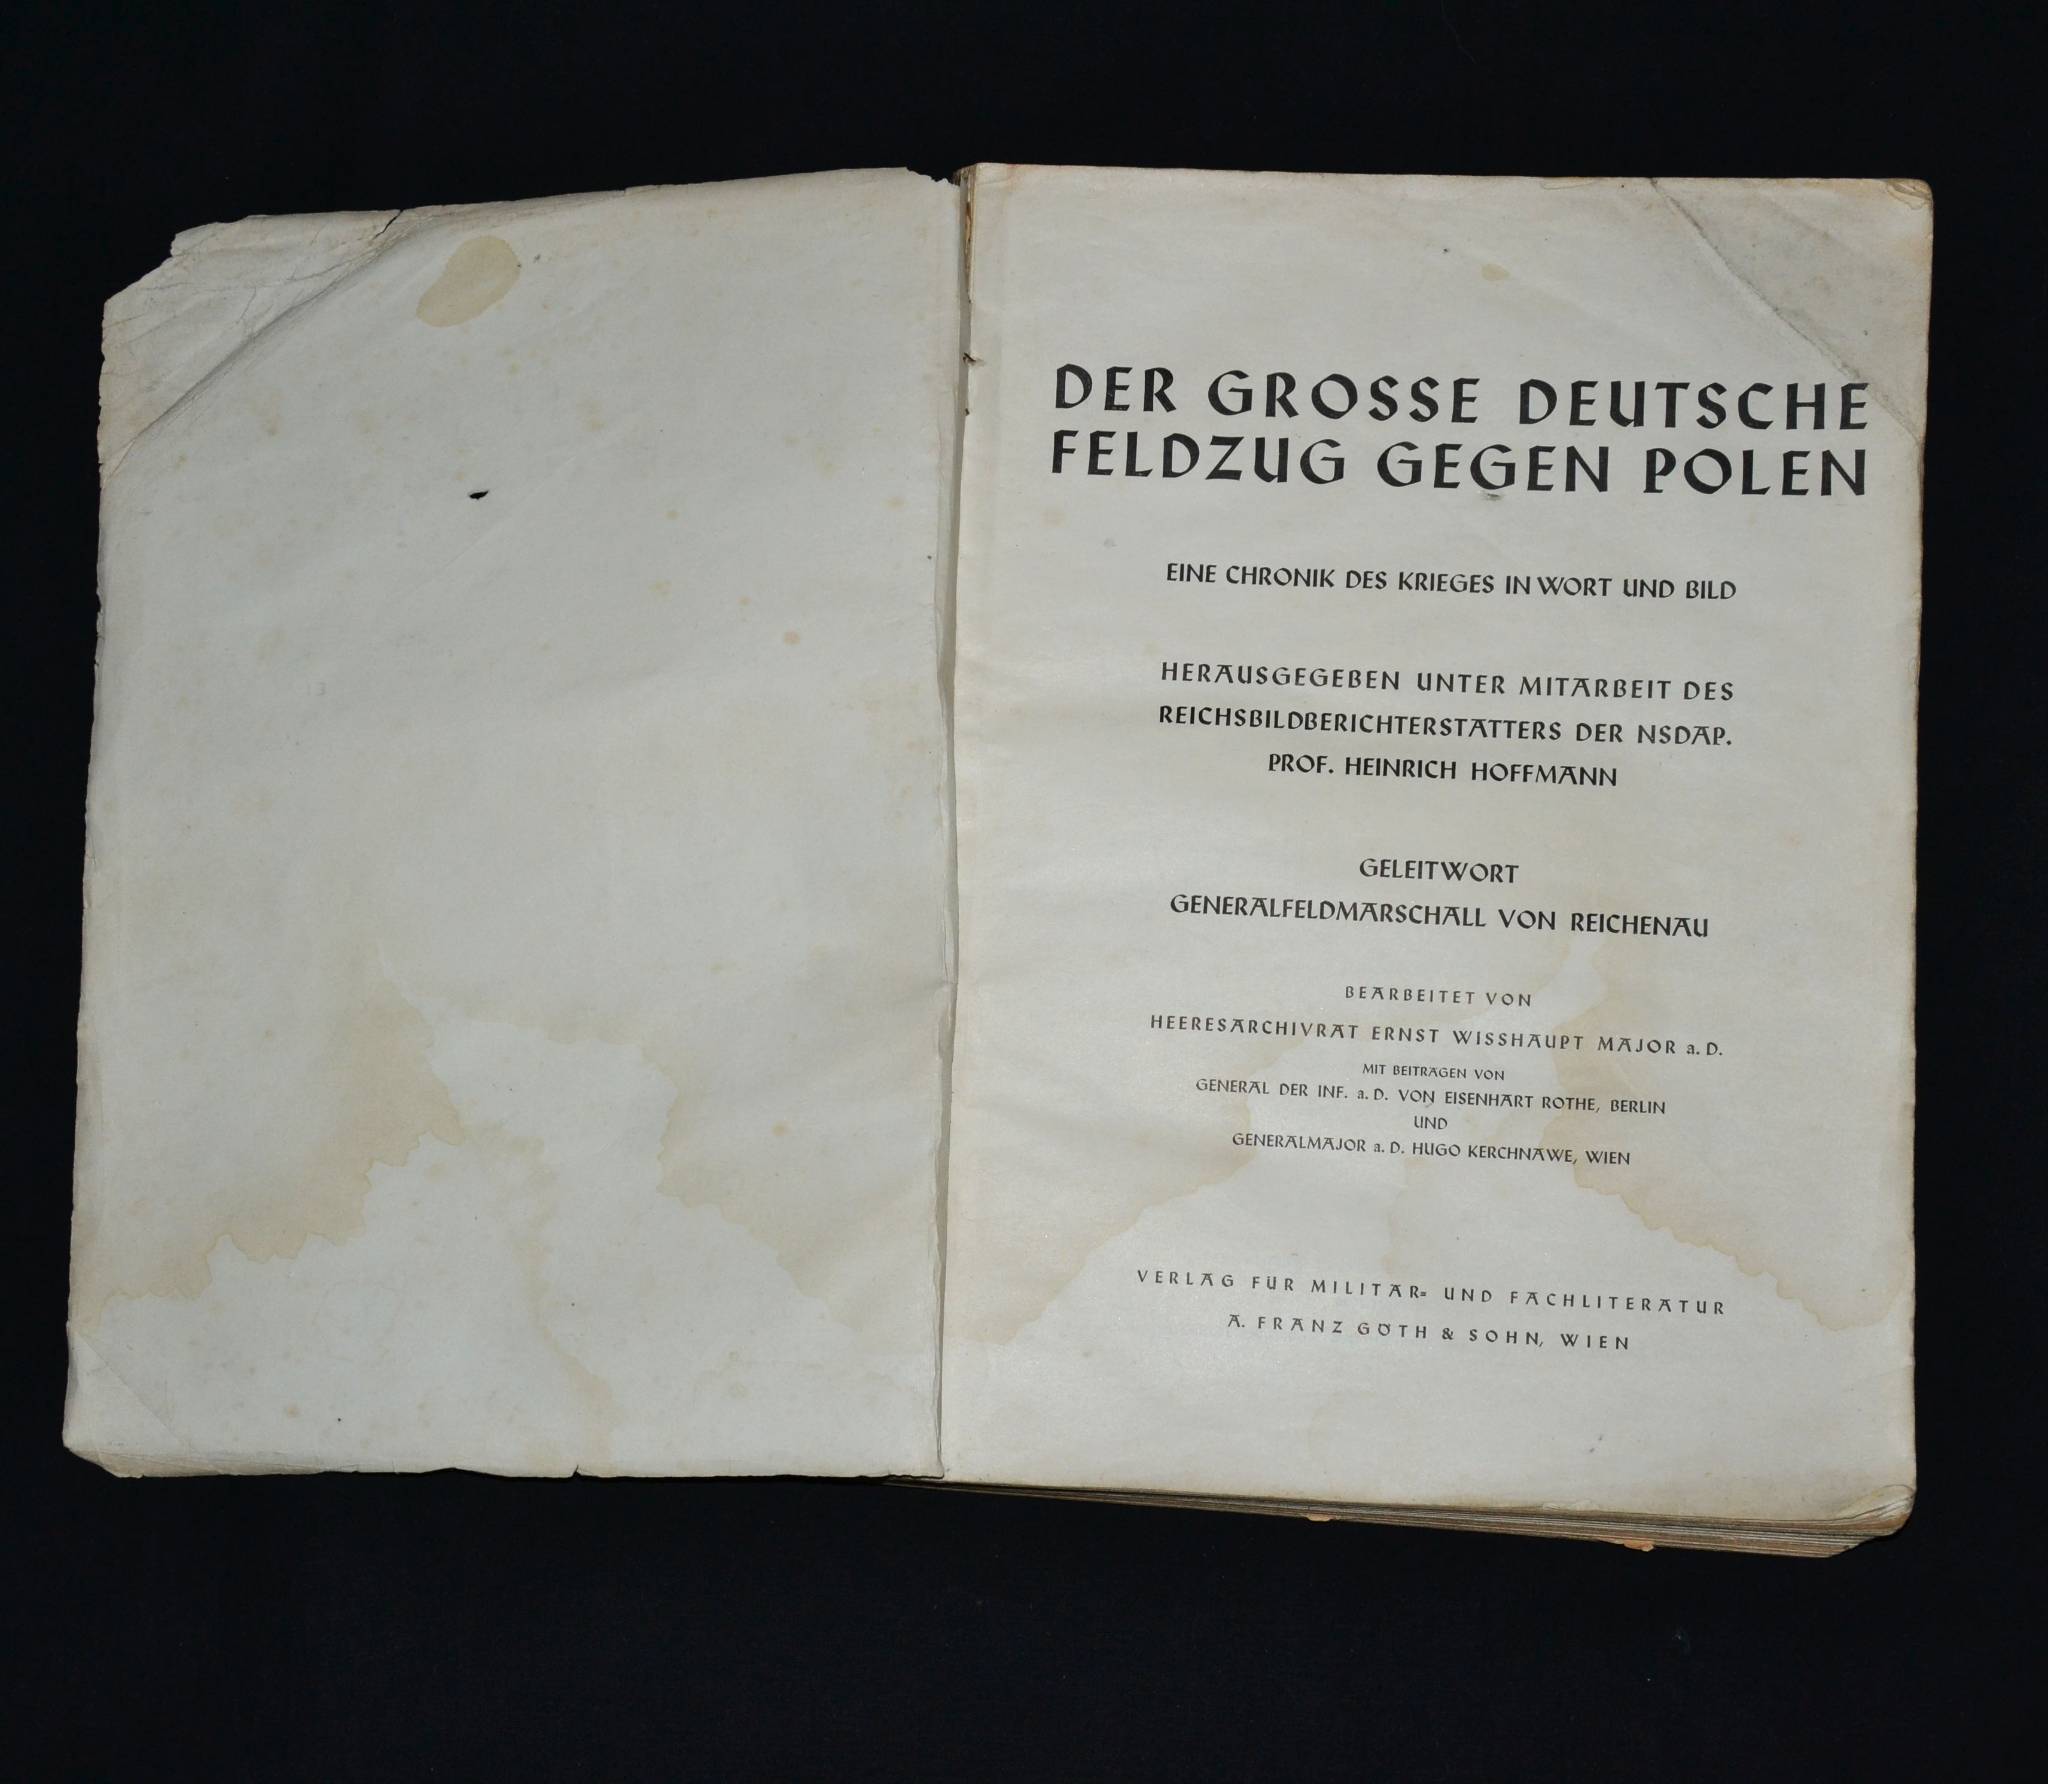 DER GROSSE DEUTSCHE
FELDZUG GEGEN POLEN
EINE CHRONIK DES KRIEGES IN WORT UND BILD
HERAUSGEGEBEN UNTER MITARBEIT DES
REICHSBILDBERICHTERSTATTERS DER NSDAP.
PROF. HEINRICH HOFFMANN
GELEITWORT
GENERALFELDMARSCHALL VON REICHENAU
BEARBEITET VON
HEERESARCHIVRAT ERNST WISSHAUPT MAJOR a. D.
MIT BEITRÄGEN VON
GENERAL DER INF. a. D. VON EISENHART ROTHE, BERLIN
UND
GENERALMAJOR a. D. HUGO KERCHNAWE, WIEN
VERLAG FÜR MILITÄR= UND FACHLITERATUR
A. FRANZ GÖTH & SOHN, WIEN